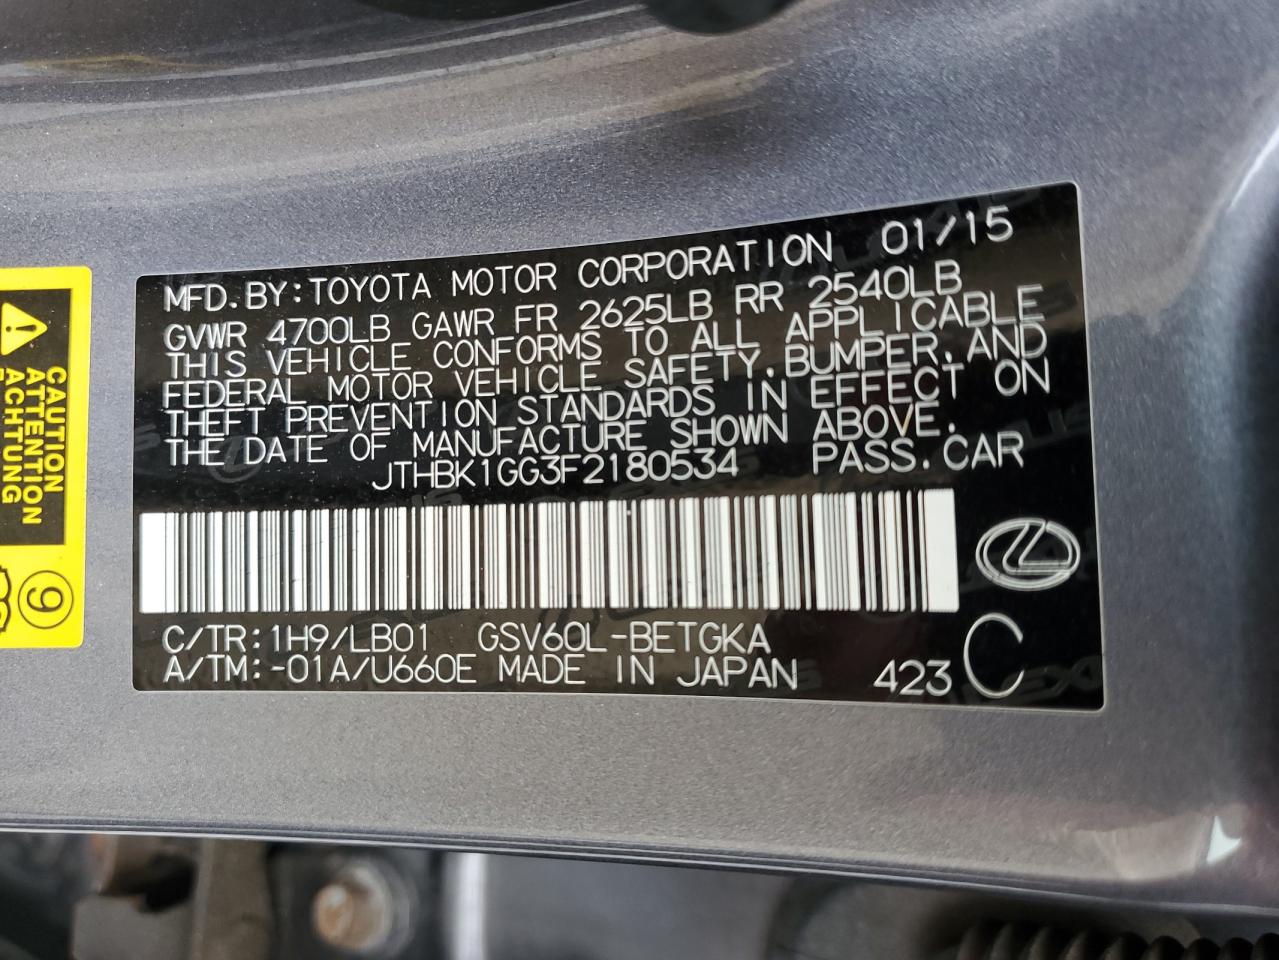 MFD.BY:TOYOTA MOTOR CORPORATION 01/15
GVWR 4700LB GAWR FR 2625LB RR 2540LB
THIS VEHICLE CONFORMS TO ALL APPLICABLE
FEDERAL MOTOR VEHICLE SAFETY,BUMPER,AND
THEFT PREVENTION STANDARDS IN EFFECT ON
THE DATE OF MANUFACTURE SHOWN ABOVE.
JTHBK1GG3F2180534 PASS.CAR
C/TR:1H9/LB01 GSV60L-BETGKA
A/TM:-01A/U660E MADE IN JAPAN 423 C
CAUTION
ATTENTION
ACHTUNG
9